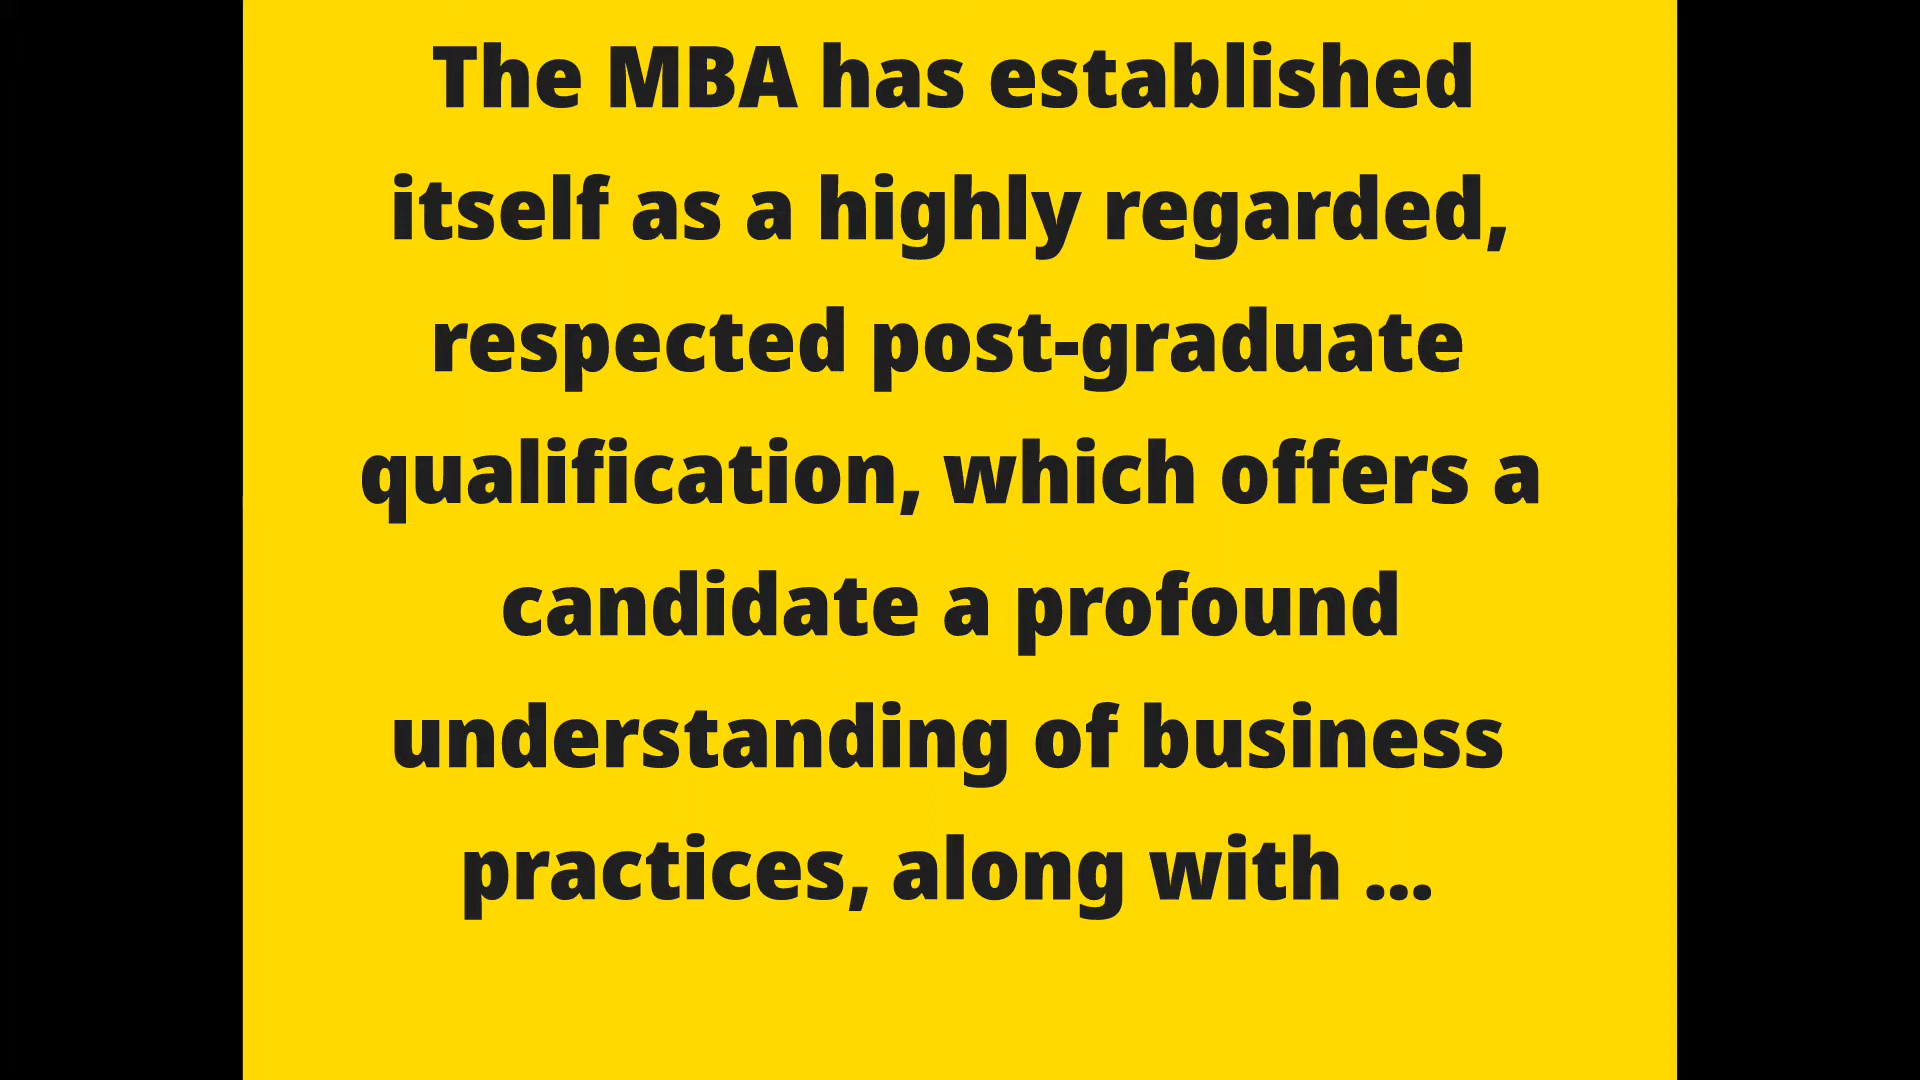 The MBA has established
itself as a highly regarded,
respected post-graduate
qualification, which offers a
candidate a profound
understanding of business
practices, along with ...